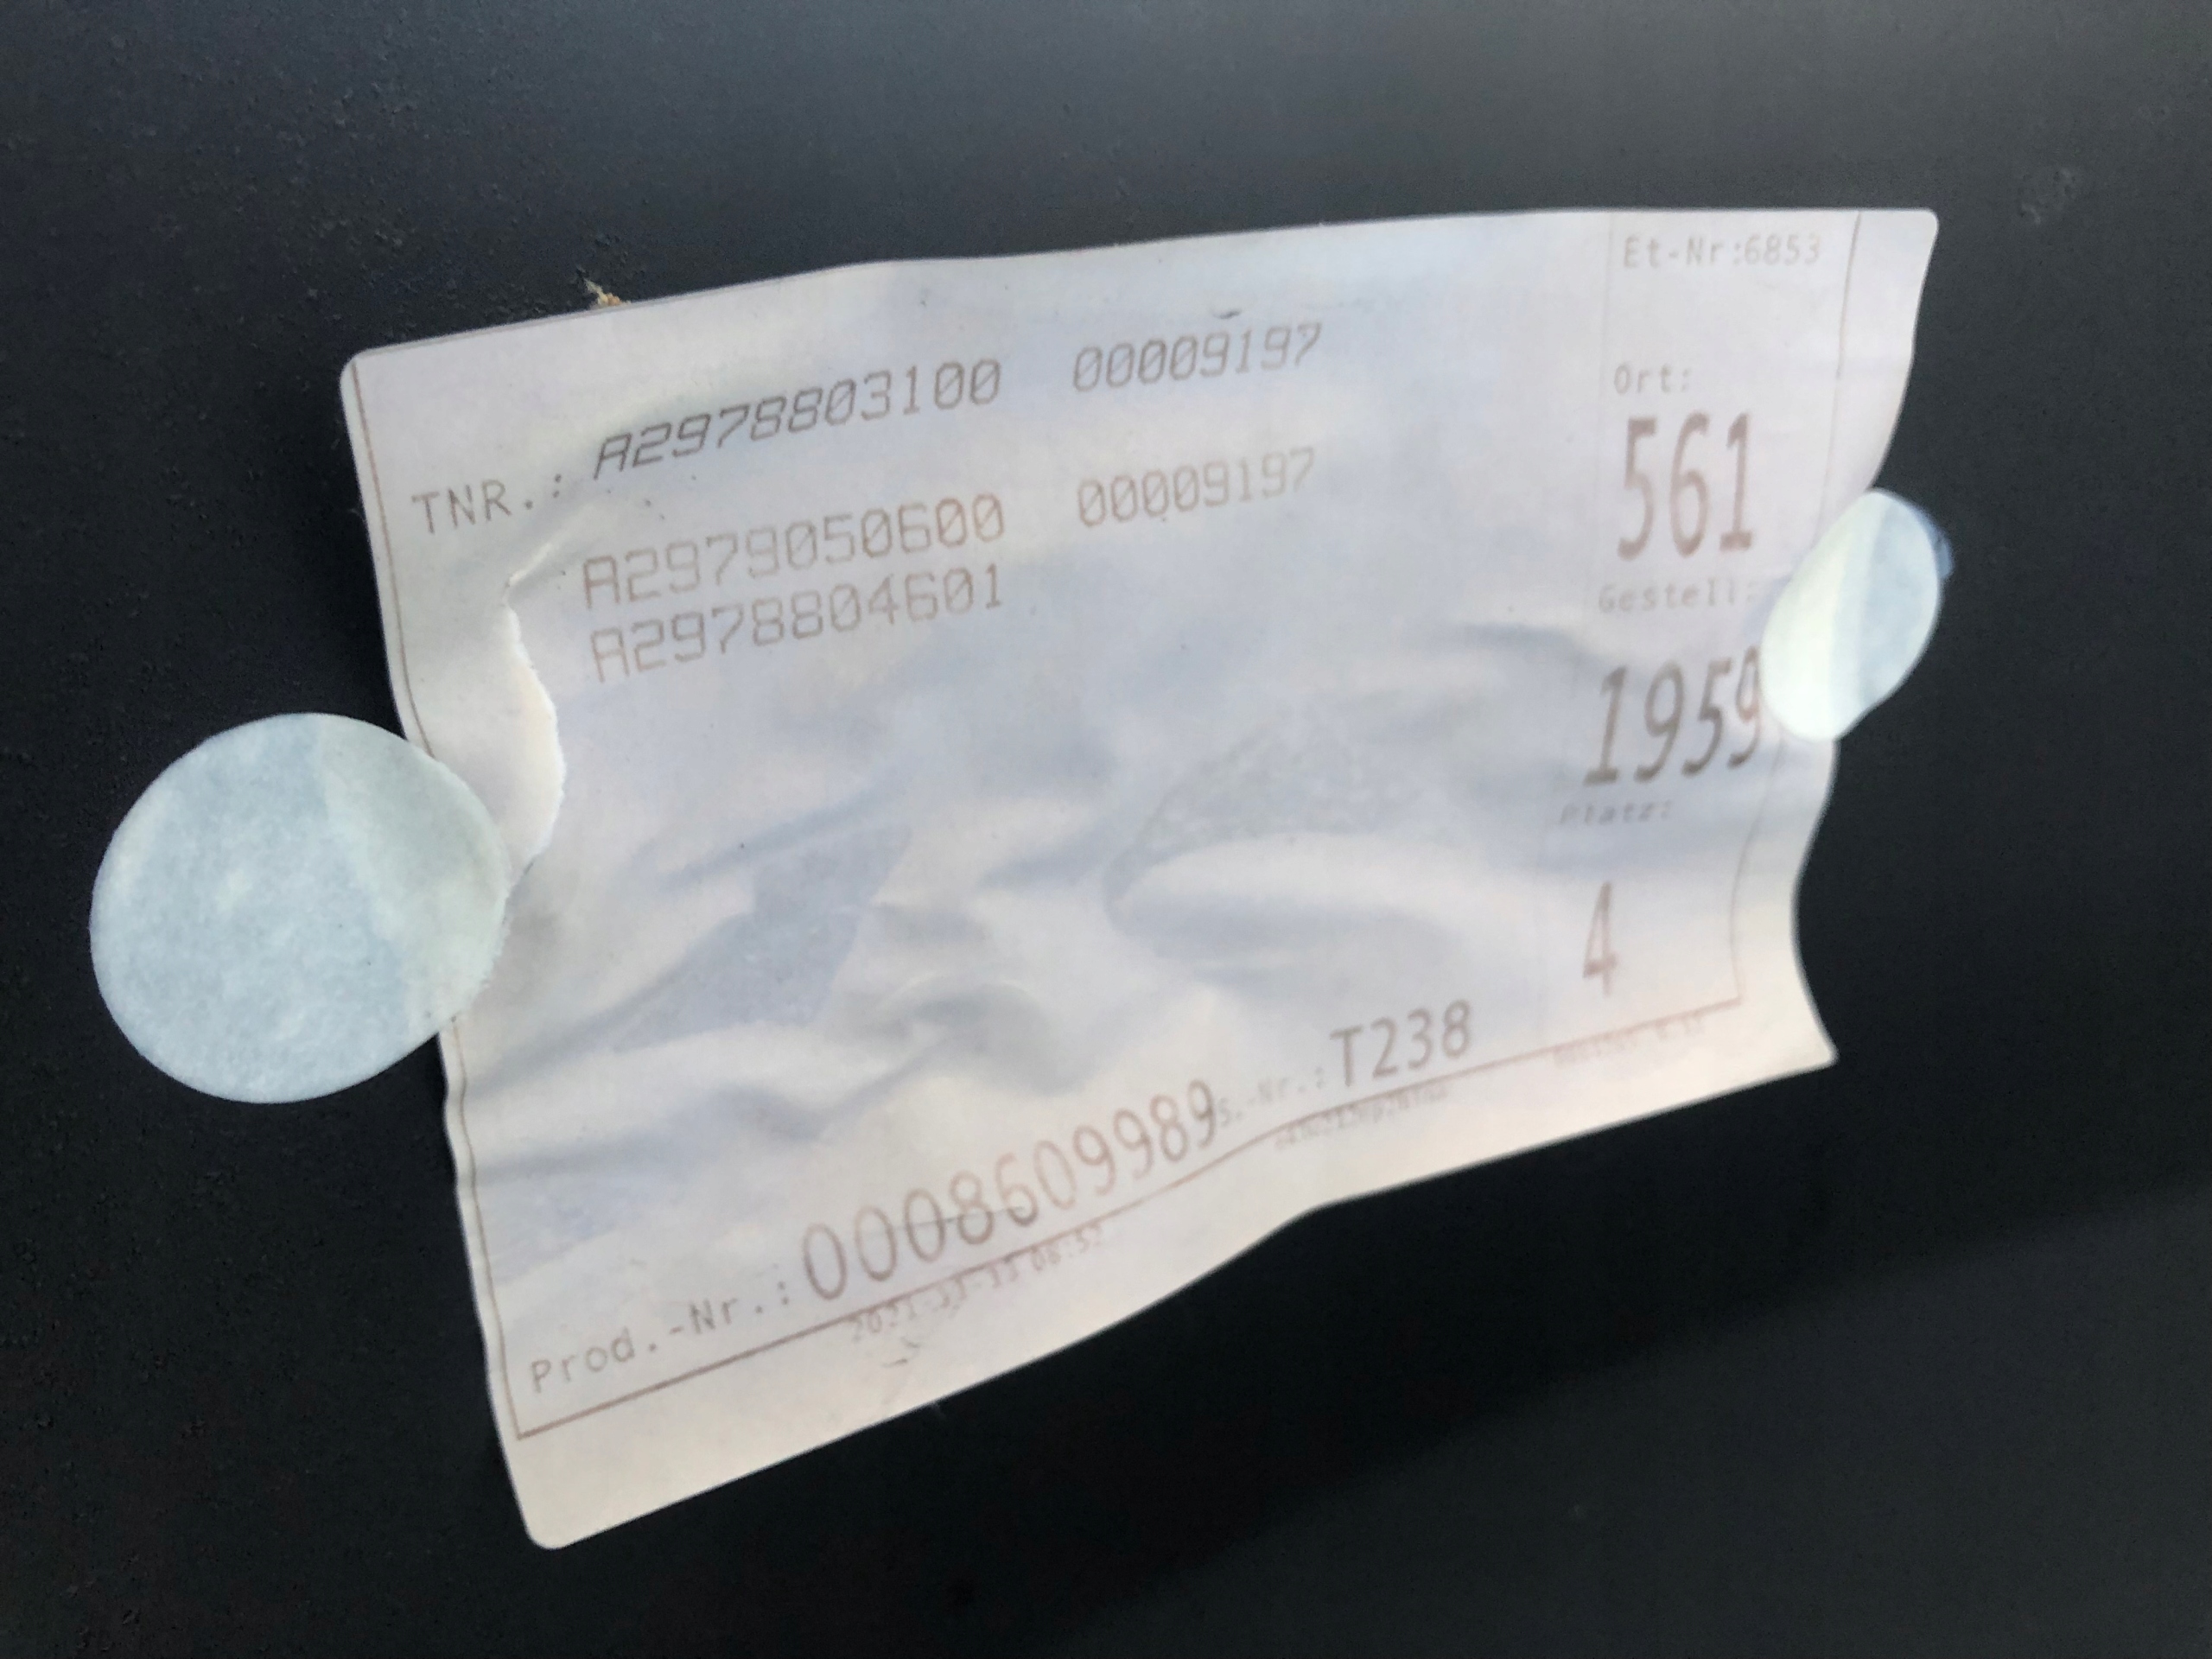 Et-Nr:6853
TNR.: A2978803100 00009197
A2979050600 00009197
A2978804601
Ort:
561
Gestell:
1959
Platz:
4
Prod.-Nr.: 0008609989 s.-Nr.: T238